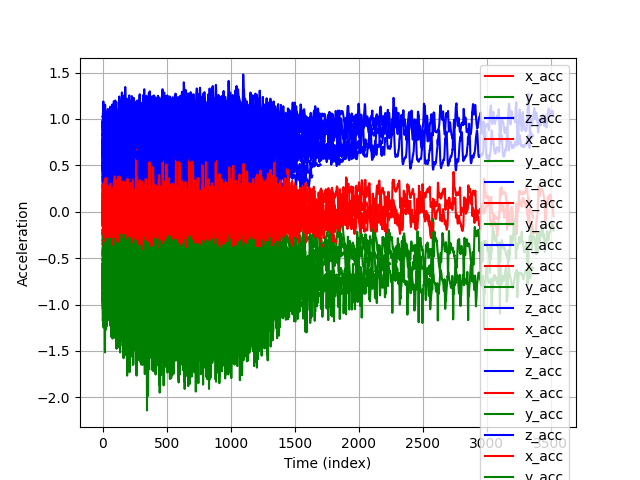 1.5
1.0
0.5
0.0
−0.5
−1.0
−1.5
−2.0
Acceleration
0 500 1000 1500 2000 2500 3000 3500
Time (index)
x_acc
y_acc
z_acc
x_acc
y_acc
z_acc
x_acc
y_acc
z_acc
x_acc
y_acc
z_acc
x_acc
y_acc
z_acc
x_acc
y_acc
z_acc
x_acc
y_acc